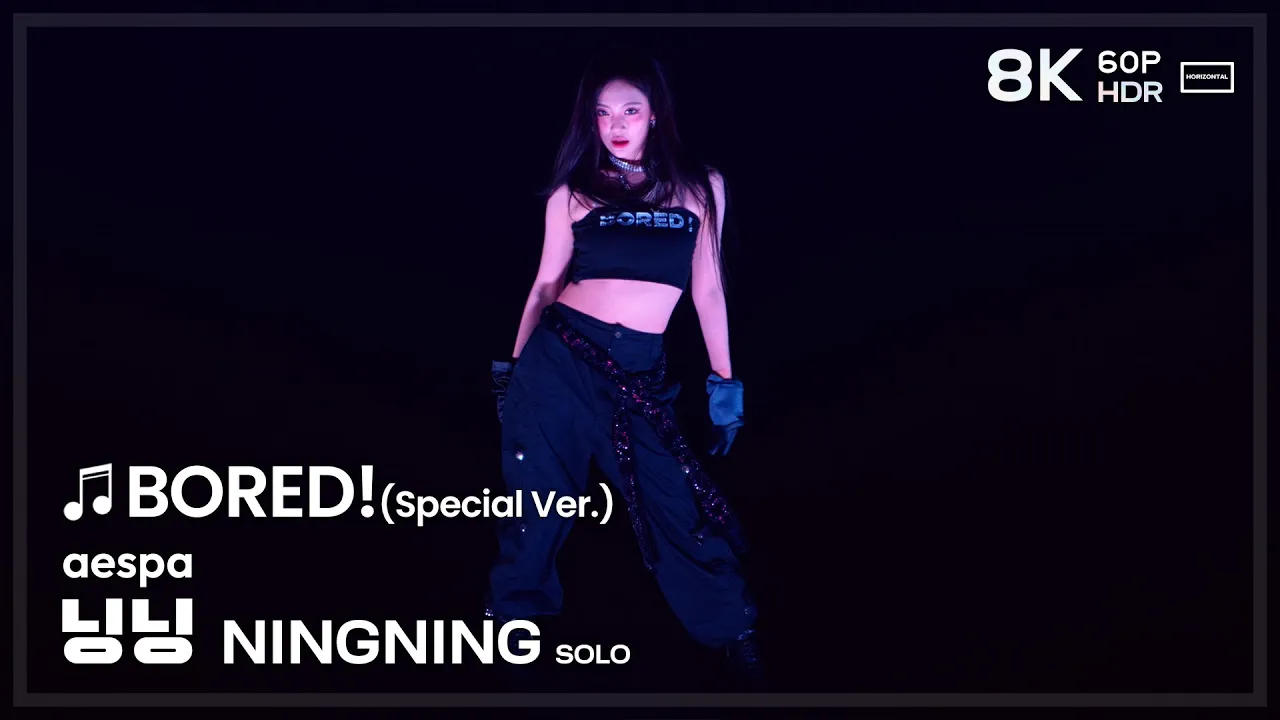 8K 60P HDR HORIZONTAL
BORED!
BORED! (Special Ver.)
aespa
닝닝 NINGNING SOLO